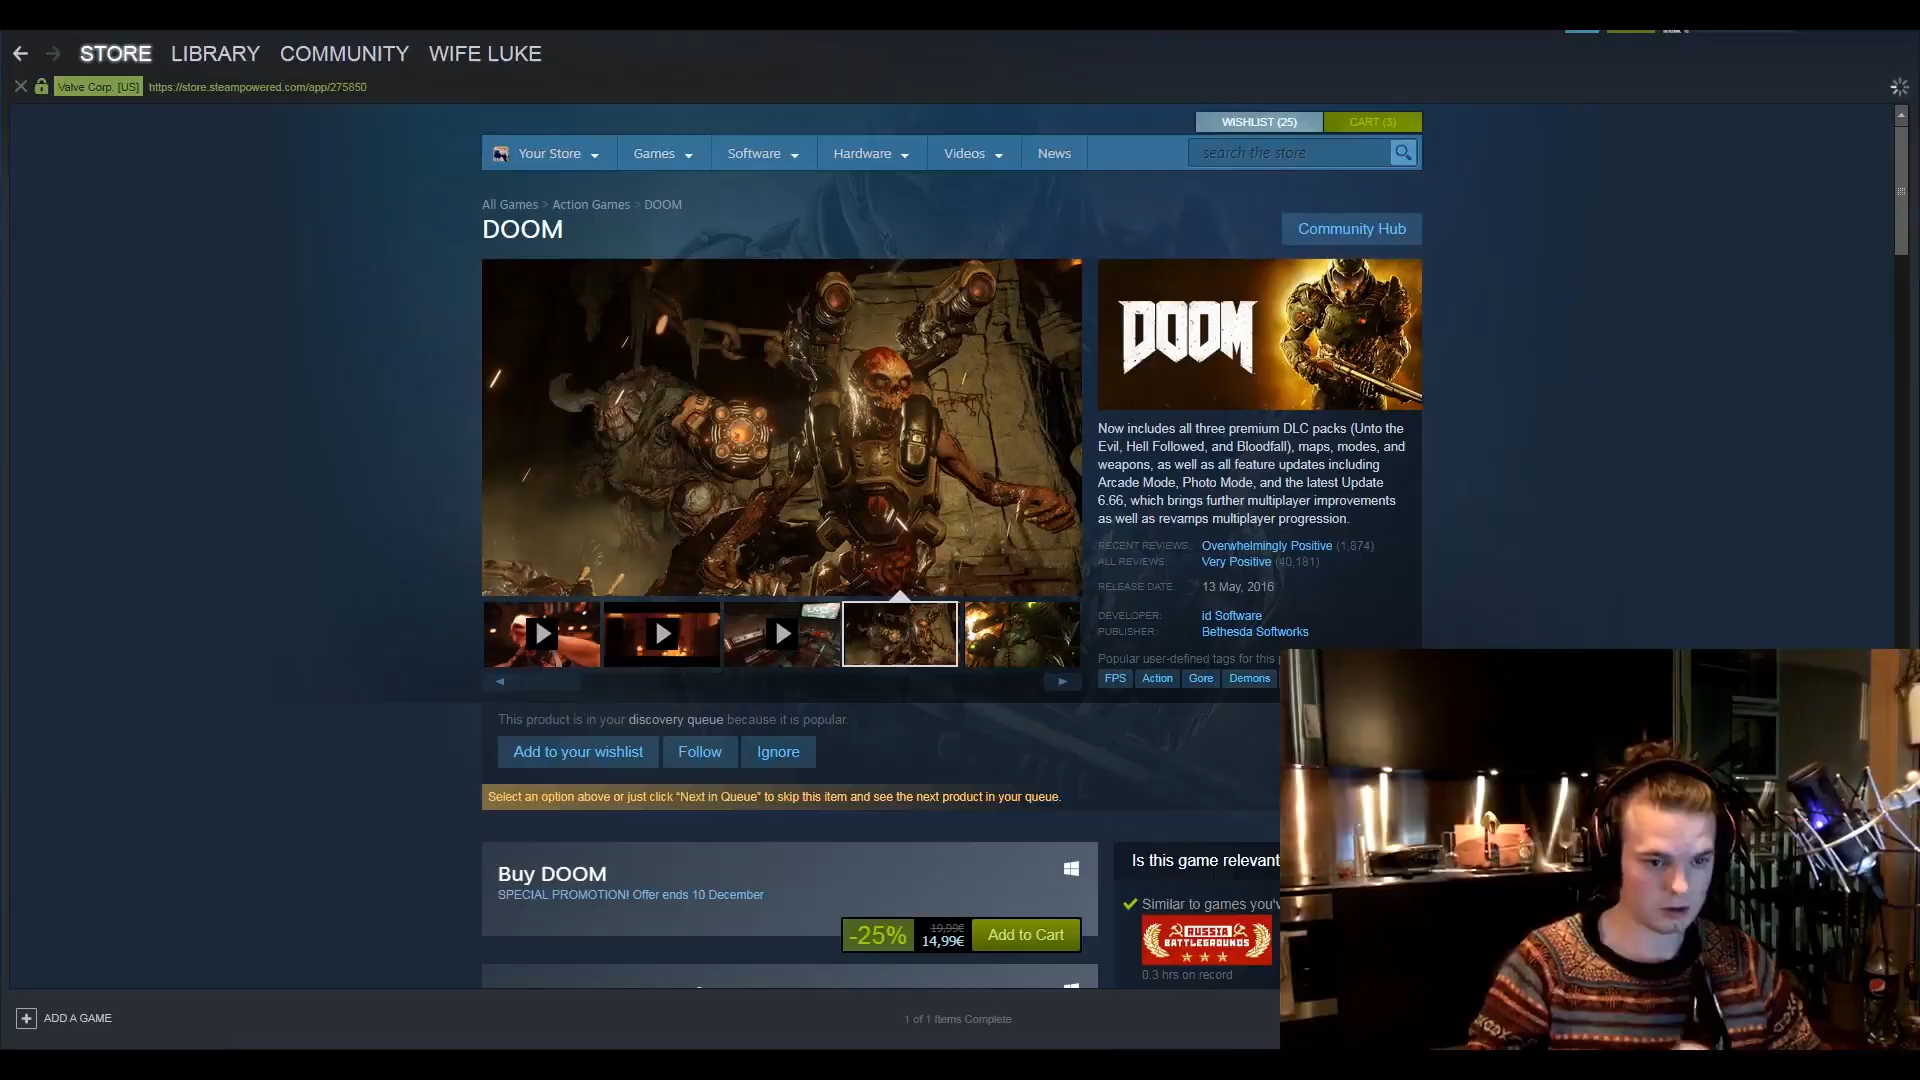 STORE LIBRARY COMMUNITY WIFE LUKE
Valve Corp. [US] https://store.steampowered.com/app/275850
WISHLIST (25) CART (3)
Your Store Games Software Hardware Videos News search the store
All Games > Action Games > DOOM
DOOM
Community Hub
DOOM
Now includes all three premium DLC packs (Unto the
Evil, Hell Followed, and Bloodfall), maps, modes, and
weapons, as well as all feature updates including
Arcade Mode, Photo Mode, and the latest Update
6.66, which brings further multiplayer improvements
as well as revamps multiplayer progression.
RECENT REVIEWS: Overwhelmingly Positive (1,874)
ALL REVIEWS: Very Positive (40,181)
RELEASE DATE: 13 May, 2016
DEVELOPER: id Software
PUBLISHER: Bethesda Softworks
Popular user-defined tags for this
FPS Action Gore Demons
This product is in your discovery queue because it is popular.
Add to your wishlist Follow Ignore
Select an option above or just click “Next in Queue” to skip this item and see the next product in your queue.
Buy DOOM
SPECIAL PROMOTION! Offer ends 10 December
-25% 19,99€ 14,99€ Add to Cart
Is this game relevant
Similar to games you'v
RUSSIA
BATTLEGROUNDS
0.3 hrs on record
+ ADD A GAME
1 of 1 Items Complete